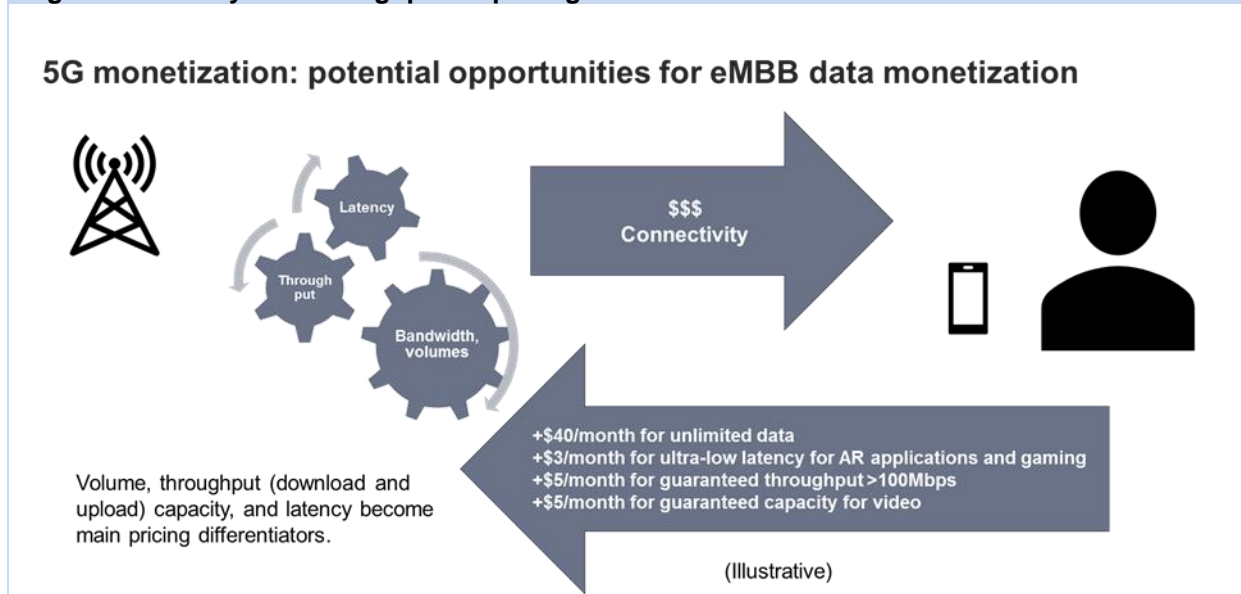 5G monetization: potential opportunities for eMBB data monetization
Latency
Through
put
Bandwidth,
volumes
$$$
Connectivity
+$40/month for unlimited data
+$3/month for ultra-low latency for AR applications and gaming
+$5/month for guaranteed throughput >100Mbps
+$5/month for guaranteed capacity for video
Volume, throughput (download and
upload) capacity, and latency become
main pricing differentiators.
(Illustrative)